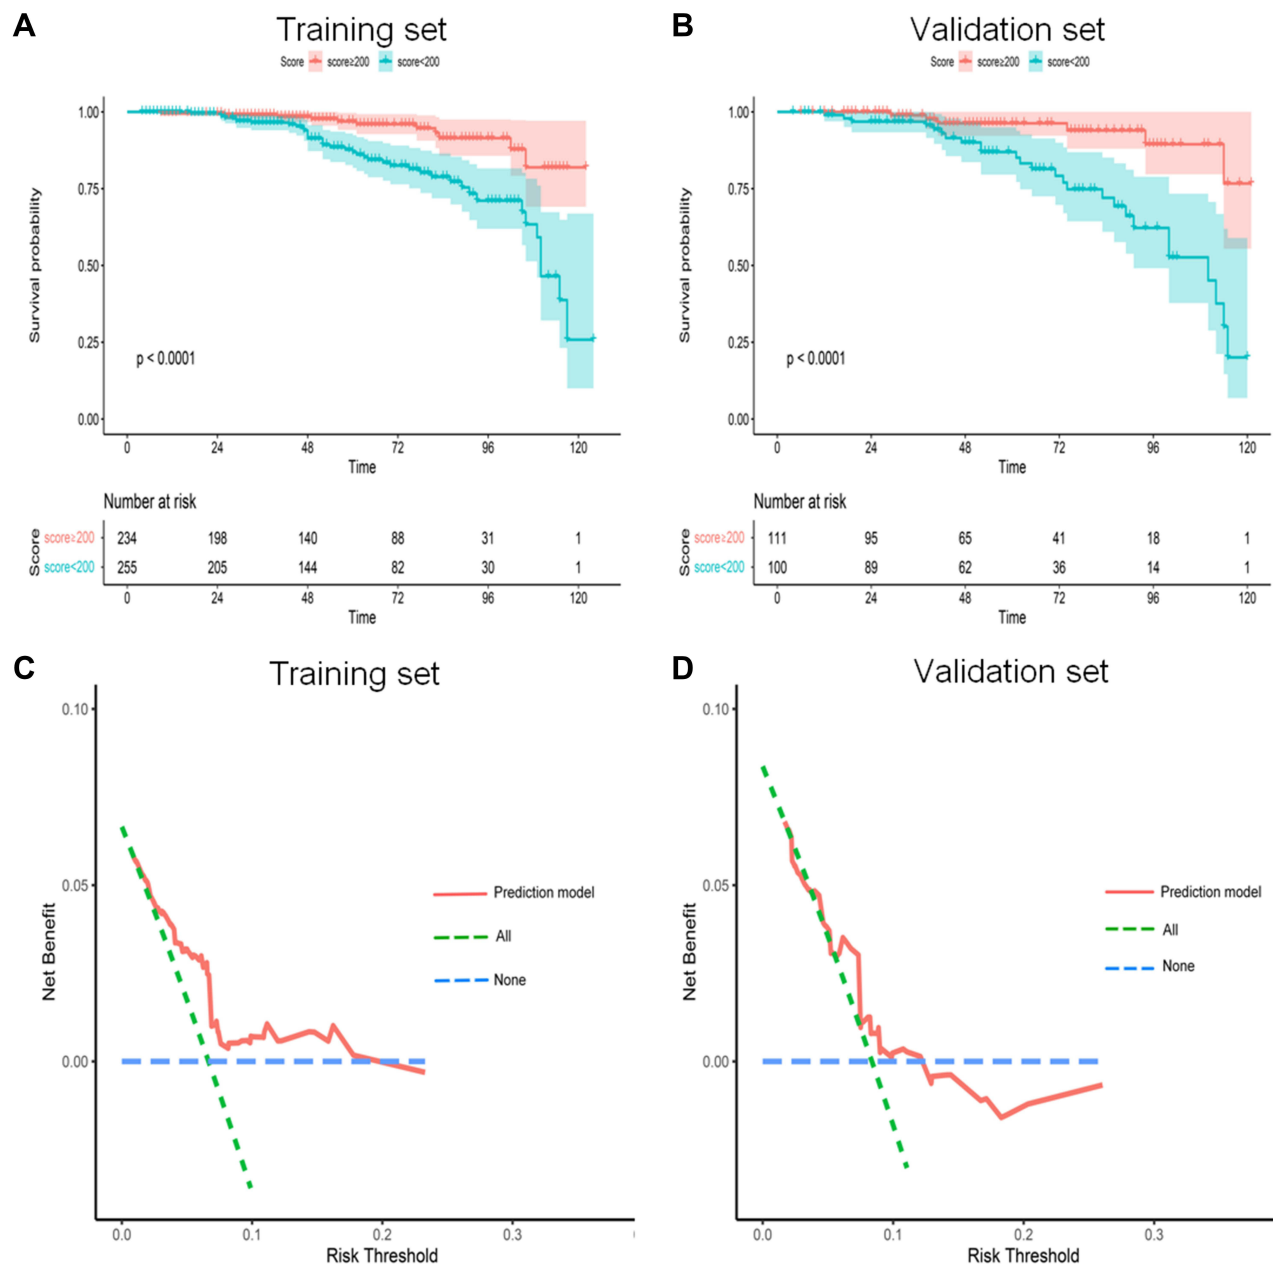 A
Training set
Score score≥200 score<200
1.00
0.75
0.50
0.25
0.00
Survival probability
p < 0.0001
0 24 48 72 96 120
Time
Number at risk
Score
score≥200 234 198 140 88 31 1
score<200 255 205 144 82 30 1
0 24 48 72 96 120
Time
B
Validation set
Score score≥200 score<200
1.00
0.75
0.50
0.25
0.00
Survival probability
p < 0.0001
0 24 48 72 96 120
Time
Number at risk
Score
score≥200 111 95 65 41 18 1
score<200 100 89 62 36 14 1
0 24 48 72 96 120
Time
C
Training set
0.10
0.05
0.00
Net Benefit
Prediction model
All
None
0.0 0.1 0.2 0.3
Risk Threshold
D
Validation set
0.10
0.05
0.00
Net Benefit
Prediction model
All
None
0.0 0.1 0.2 0.3
Risk Threshold